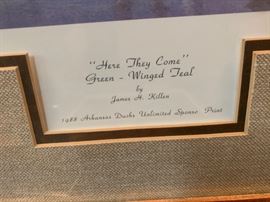 "Here They Come"
Green - Winged Teal
by
James H. Killen
1988 Arkansas Ducks Unlimited Sponsor Print